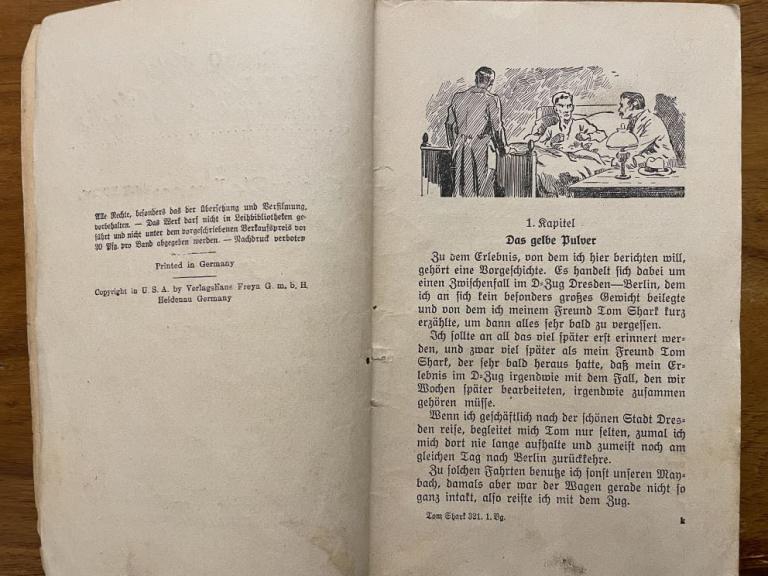 Alle Rechte, besonders das der Übersetzung und Verfilmung,
vorbehalten. — Das Werk darf nicht in Leihbibliotheken ge-
führt und nicht unter dem vorgeschriebenen Verkaufspreis von
20 Pfg. pro Band abgegeben werden. — Nachdruck verboten
Printed in Germany
Copyright in U. S. A. by Verlagshaus Freya G. m. b. H.
Heidenau Germany
1. Kapitel
Das gelbe Pulver
Zu dem Erlebnis, von dem ich hier berichten will,
gehört eine Vorgeschichte. Es handelt sich dabei um
einen Zwischenfall im D-Zug Dresden—Berlin, dem
ich an sich kein besonders großes Gewicht beilegte
und von dem ich meinem Freund Tom Shark kurz
erzählte, um dann alles sehr bald zu vergessen.
Ich sollte an all das viel später erst erinnert wer-
den, und zwar viel später als mein Freund Tom
Shark, der sehr bald heraus hatte, daß mein Er-
lebnis im D-Zug irgendwie mit dem Fall, den wir
Wochen später bearbeiteten, irgendwie zusammen
gehören müsse.
Wenn ich geschäftlich nach der schönen Stadt Dres-
den reise, begleitet mich Tom nur selten, zumal ich
mich dort nie lange aufhalte und zumeist noch am
gleichen Tag nach Berlin zurückkehre.
Zu solchen Fahrten benutze ich sonst unseren May-
bach, damals aber war der Wagen gerade nicht so
ganz intakt, also reiste ich mit dem Zug.
Tom Shark 321. 1. Bg.
k